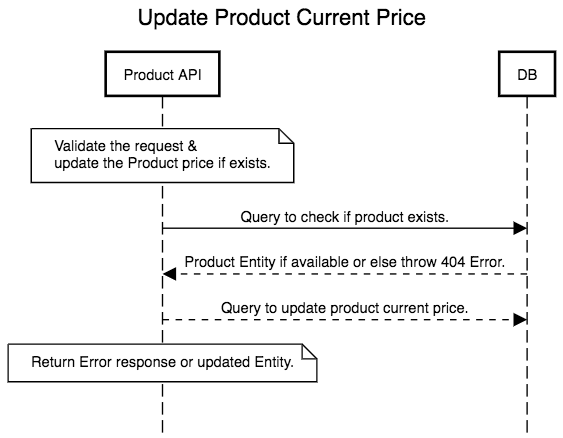 Update Product Current Price
Product API
DB
Validate the request &
update the Product price if exists.
Query to check if product exists.
Product Entity if available or else throw 404 Error.
Query to update product current price.
Return Error response or updated Entity.